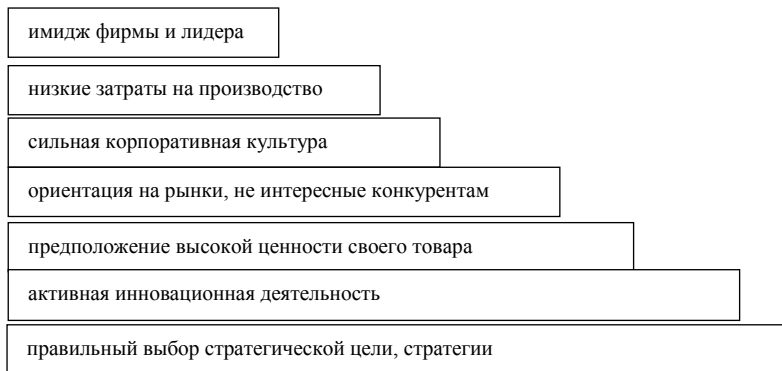 имидж фирмы и лидера
низкие затраты на производство
сильная корпоративная культура
ориентация на рынки, не интересные конкурентам
предположение высокой ценности своего товара
активная инновационная деятельность
правильный выбор стратегической цели, стратегии